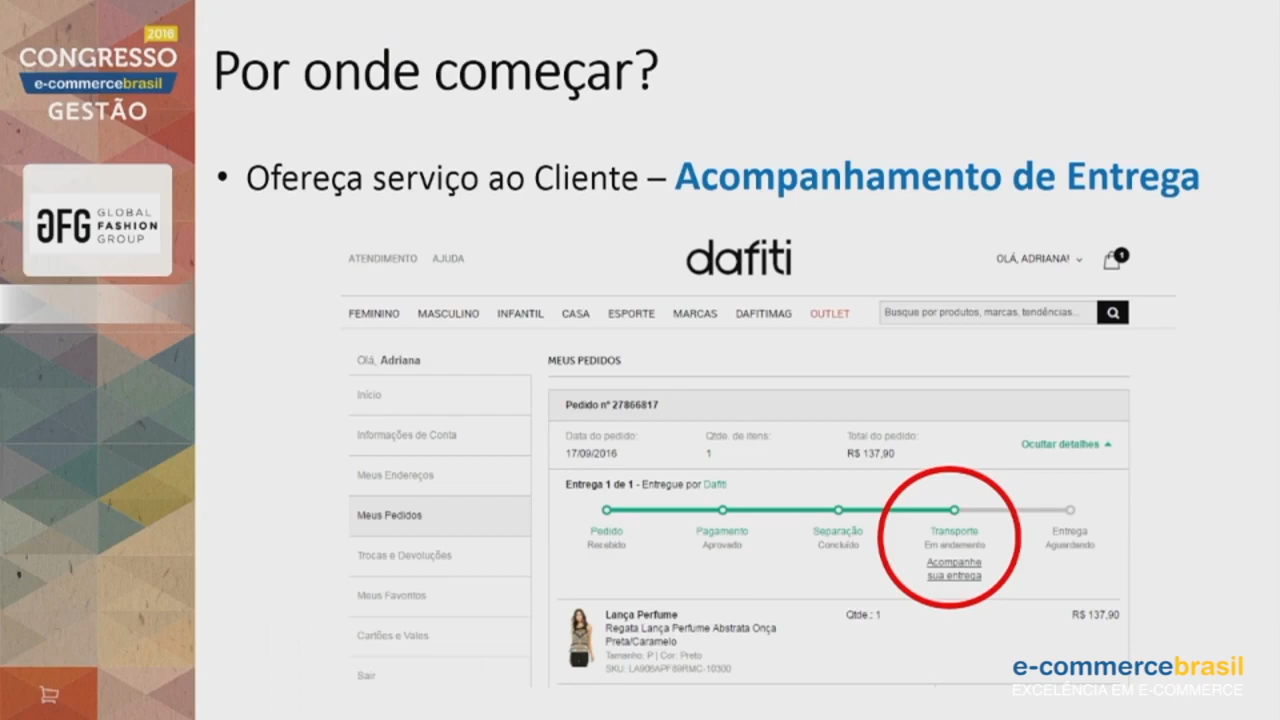 2016
CONGRESSO
e-commercebrasil
GESTÃO
GFG GLOBAL
FASHION
GROUP
Por onde começar?
• Ofereça serviço ao Cliente – Acompanhamento de Entrega
ATENDIMENTO AJUDA
dafiti
OLÁ, ADRIANA!
1
FEMININO MASCULINO INFANTIL CASA ESPORTE MARCAS DAFITIMAG OUTLET
Busque por produtos, marcas, tendências...
Olá, Adriana
Início
Informações de Conta
Meus Endereços
Meus Pedidos
Trocas e Devoluções
Meus Favoritos
Cartões e Vales
Sair
MEUS PEDIDOS
Pedido nº 27866817
Data do pedido: Qtde. de itens: Total do pedido:
17/09/2016 1 R$ 137,90
Ocultar detalhes
Entrega 1 de 1 - Entregue por Dafiti
Pedido Pagamento Separação Transporte Entrega
Recebido Aprovado Concluído Em andamento Aguardando
Acompanhe
sua entrega
Lança Perfume Qtde.: 1 R$ 137,90
Regata Lança Perfume Abstrata Onça
Preta/Caramelo
Tamanho: P | Cor: Preto
SKU: LA906APF89RMC-10300
e-commercebrasil
EXCELÊNCIA EM E-COMMERCE